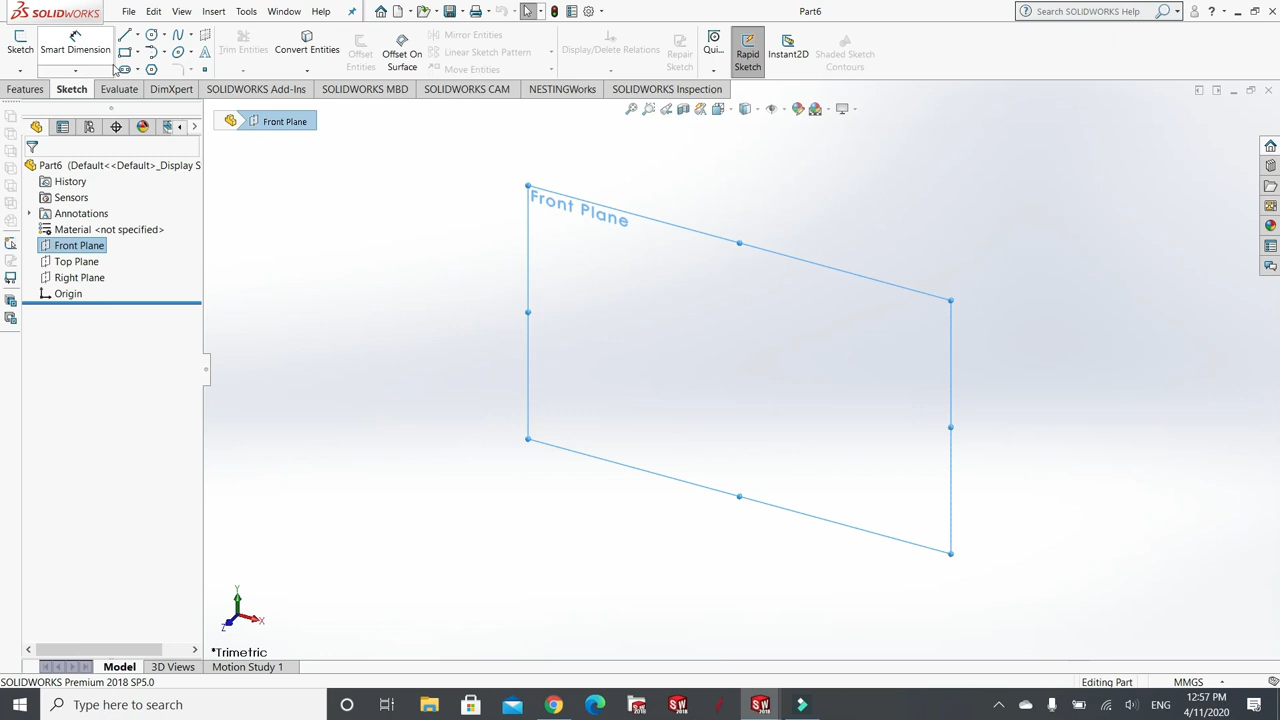 SOLIDWORKS File Edit View Insert Tools Window Help Part6 Search SOLIDWORKS Help
Sketch Smart Dimension Trim Entities Convert Entities Offset Entities Offset On Surface Mirror Entities Linear Sketch Pattern Move Entities Display/Delete Relations Repair Sketch Qui... Rapid Sketch Instant2D Shaded Sketch Contours
Features Sketch Evaluate DimXpert SOLIDWORKS Add-Ins SOLIDWORKS MBD SOLIDWORKS CAM NESTINGWorks SOLIDWORKS Inspection
Front Plane
Part6 (Default<<Default>_Display S
History
Sensors
Annotations
Material <not specified>
Front Plane
Top Plane
Right Plane
Origin
Front Plane
Y
X
Z
*Trimetric
Model 3D Views Motion Study 1
SOLIDWORKS Premium 2018 SP5.0 Editing Part MMGS
Type here to search ENG 12:57 PM
4/11/2020